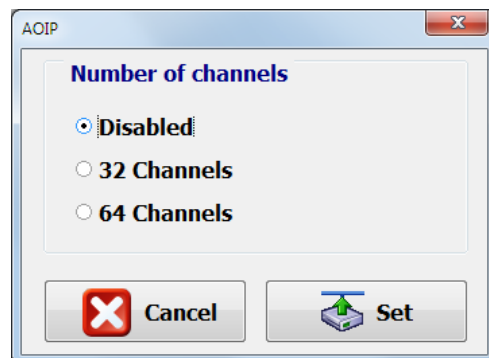 AOIP
Number of channels
Disabled
32 Channels
64 Channels
Cancel
Set